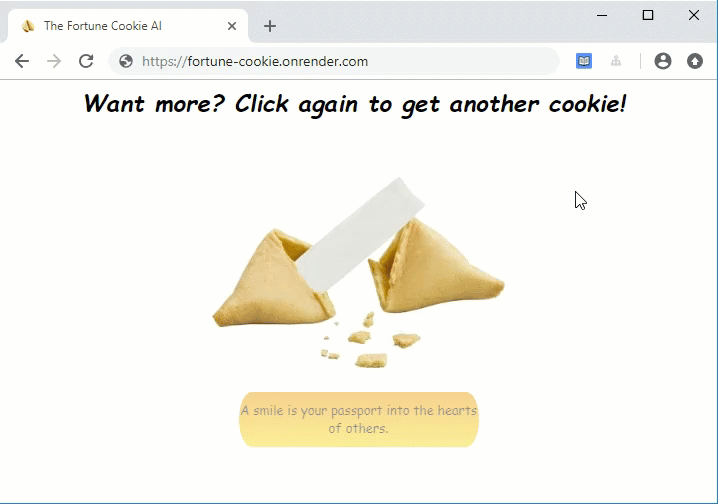 The Fortune Cookie AI
https://fortune-cookie.onrender.com
Want more? Click again to get another cookie!
A smile is your passport into the hearts
of others.